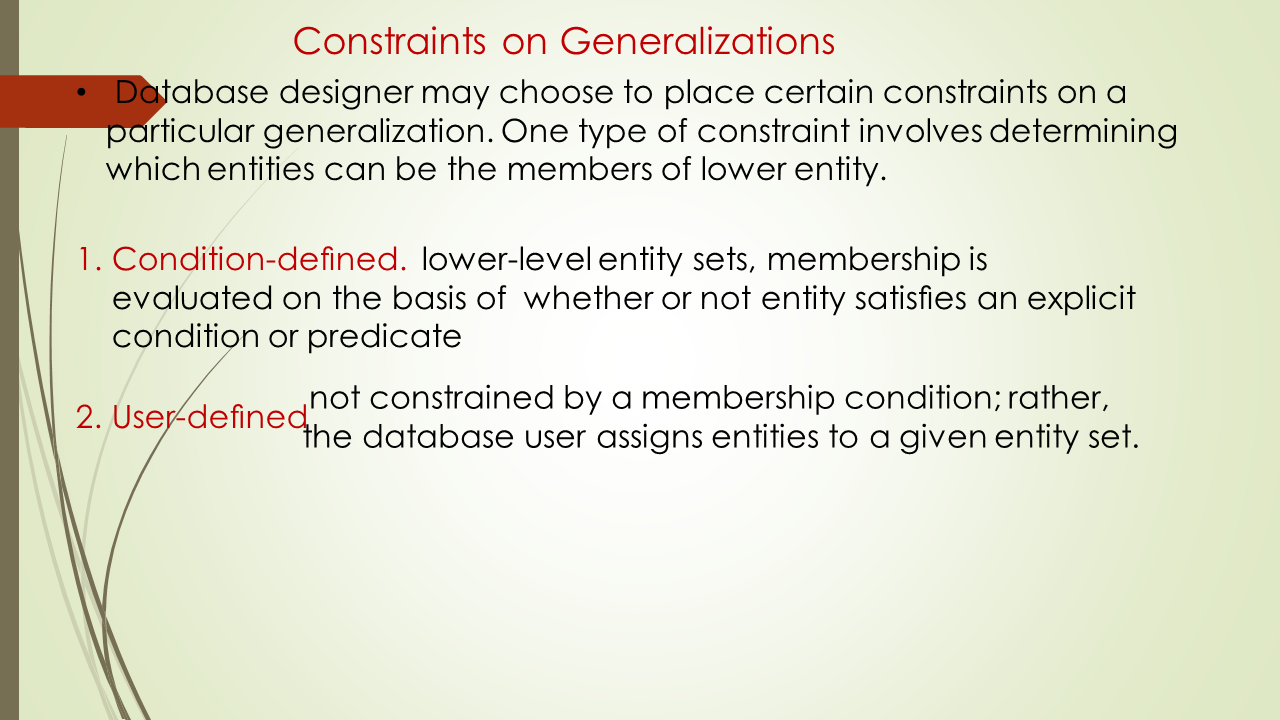 Constraints on Generalizations
• Database designer may choose to place certain constraints on a
particular generalization. One type of constraint involves determining
which entities can be the members of lower entity.
1. Condition-defined. lower-level entity sets, membership is
evaluated on the basis of whether or not entity satisfies an explicit
condition or predicate
2. User-defined
not constrained by a membership condition; rather,
the database user assigns entities to a given entity set.